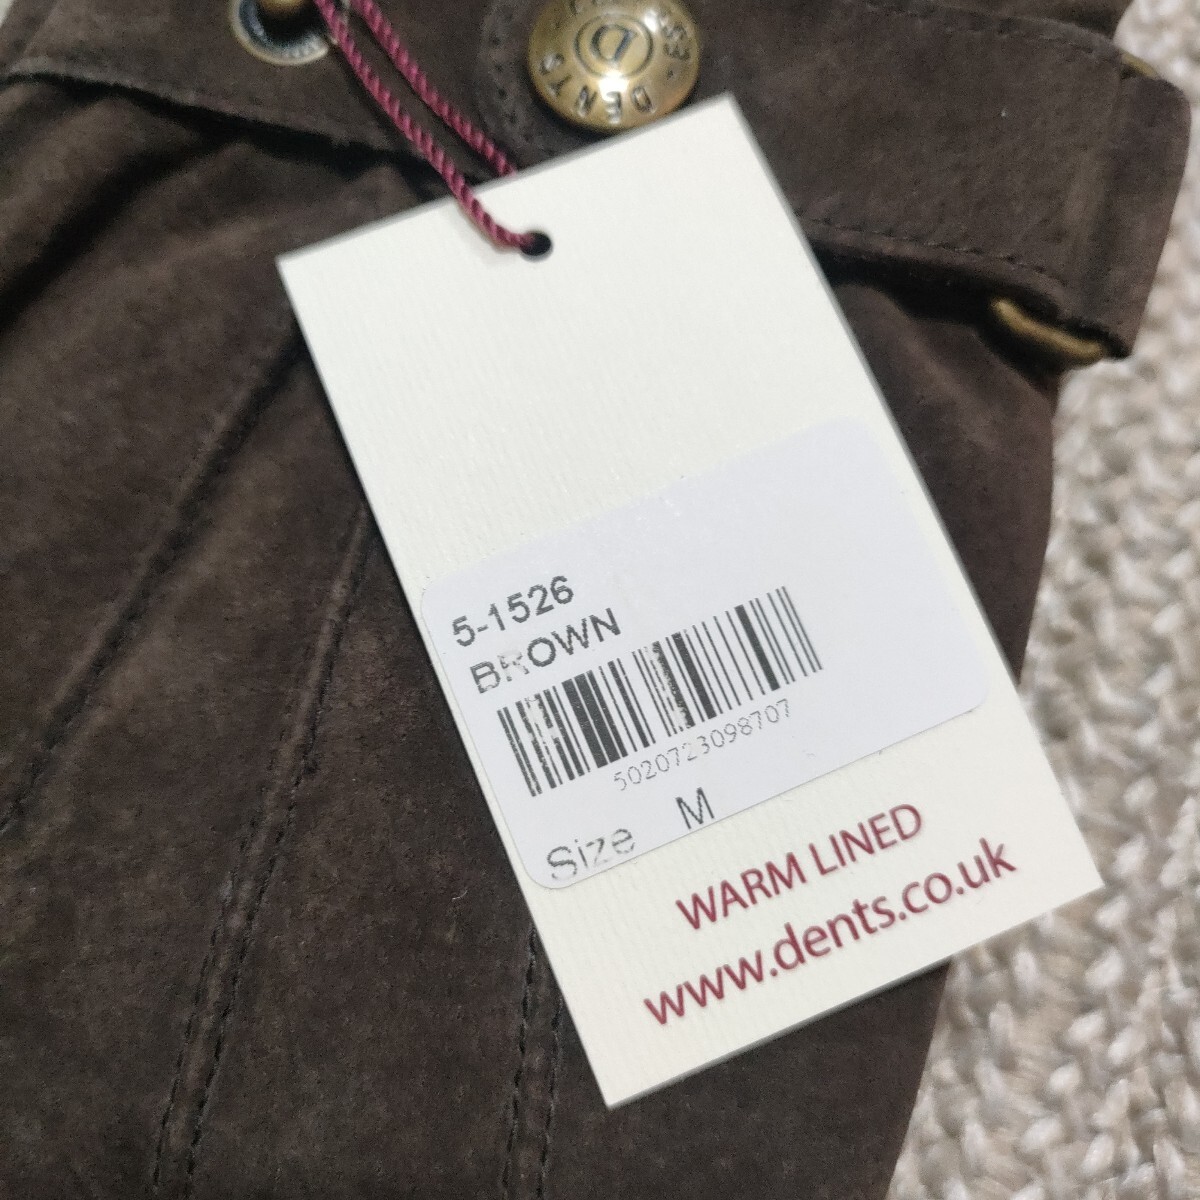 DENTS
D
5-1526
BROWN
5020723098707
Size M
WARM LINED
www.dents.co.uk